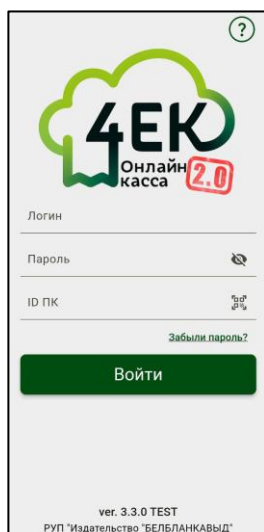 ?
4ЕК
Онлайн
касса 2.0
Логин
Пароль
ID ПК
Забыли пароль?
Войти
ver. 3.3.0 TEST
РУП "Издательство "БЕЛБЛАНКАВЫД"